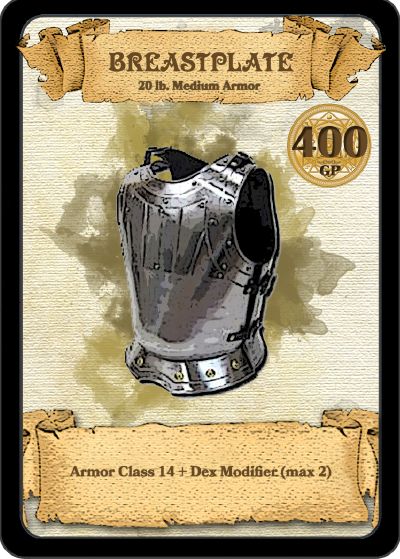 BREASTPLATE
20 lb. Medium Armor
400
GP
Armor Class 14 + Dex Modifier (max 2)